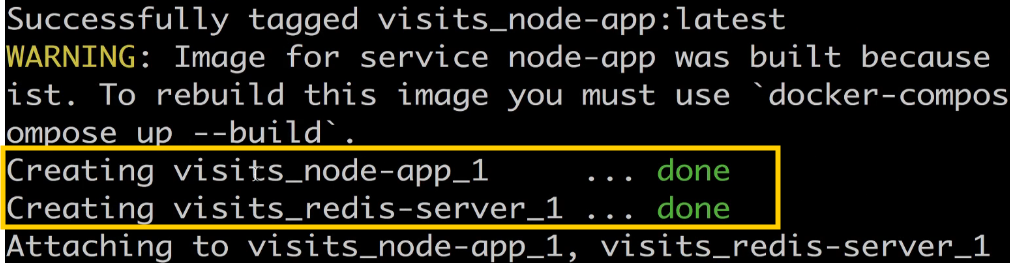 Successfully tagged visits_node-app:latest
WARNING: Image for service node-app was built because
ist. To rebuild this image you must use `docker-compos
ompose up --build`.
Creating visits_node-app_1     ... done
Creating visits_redis-server_1 ... done
Attaching to visits_node-app_1, visits_redis-server_1